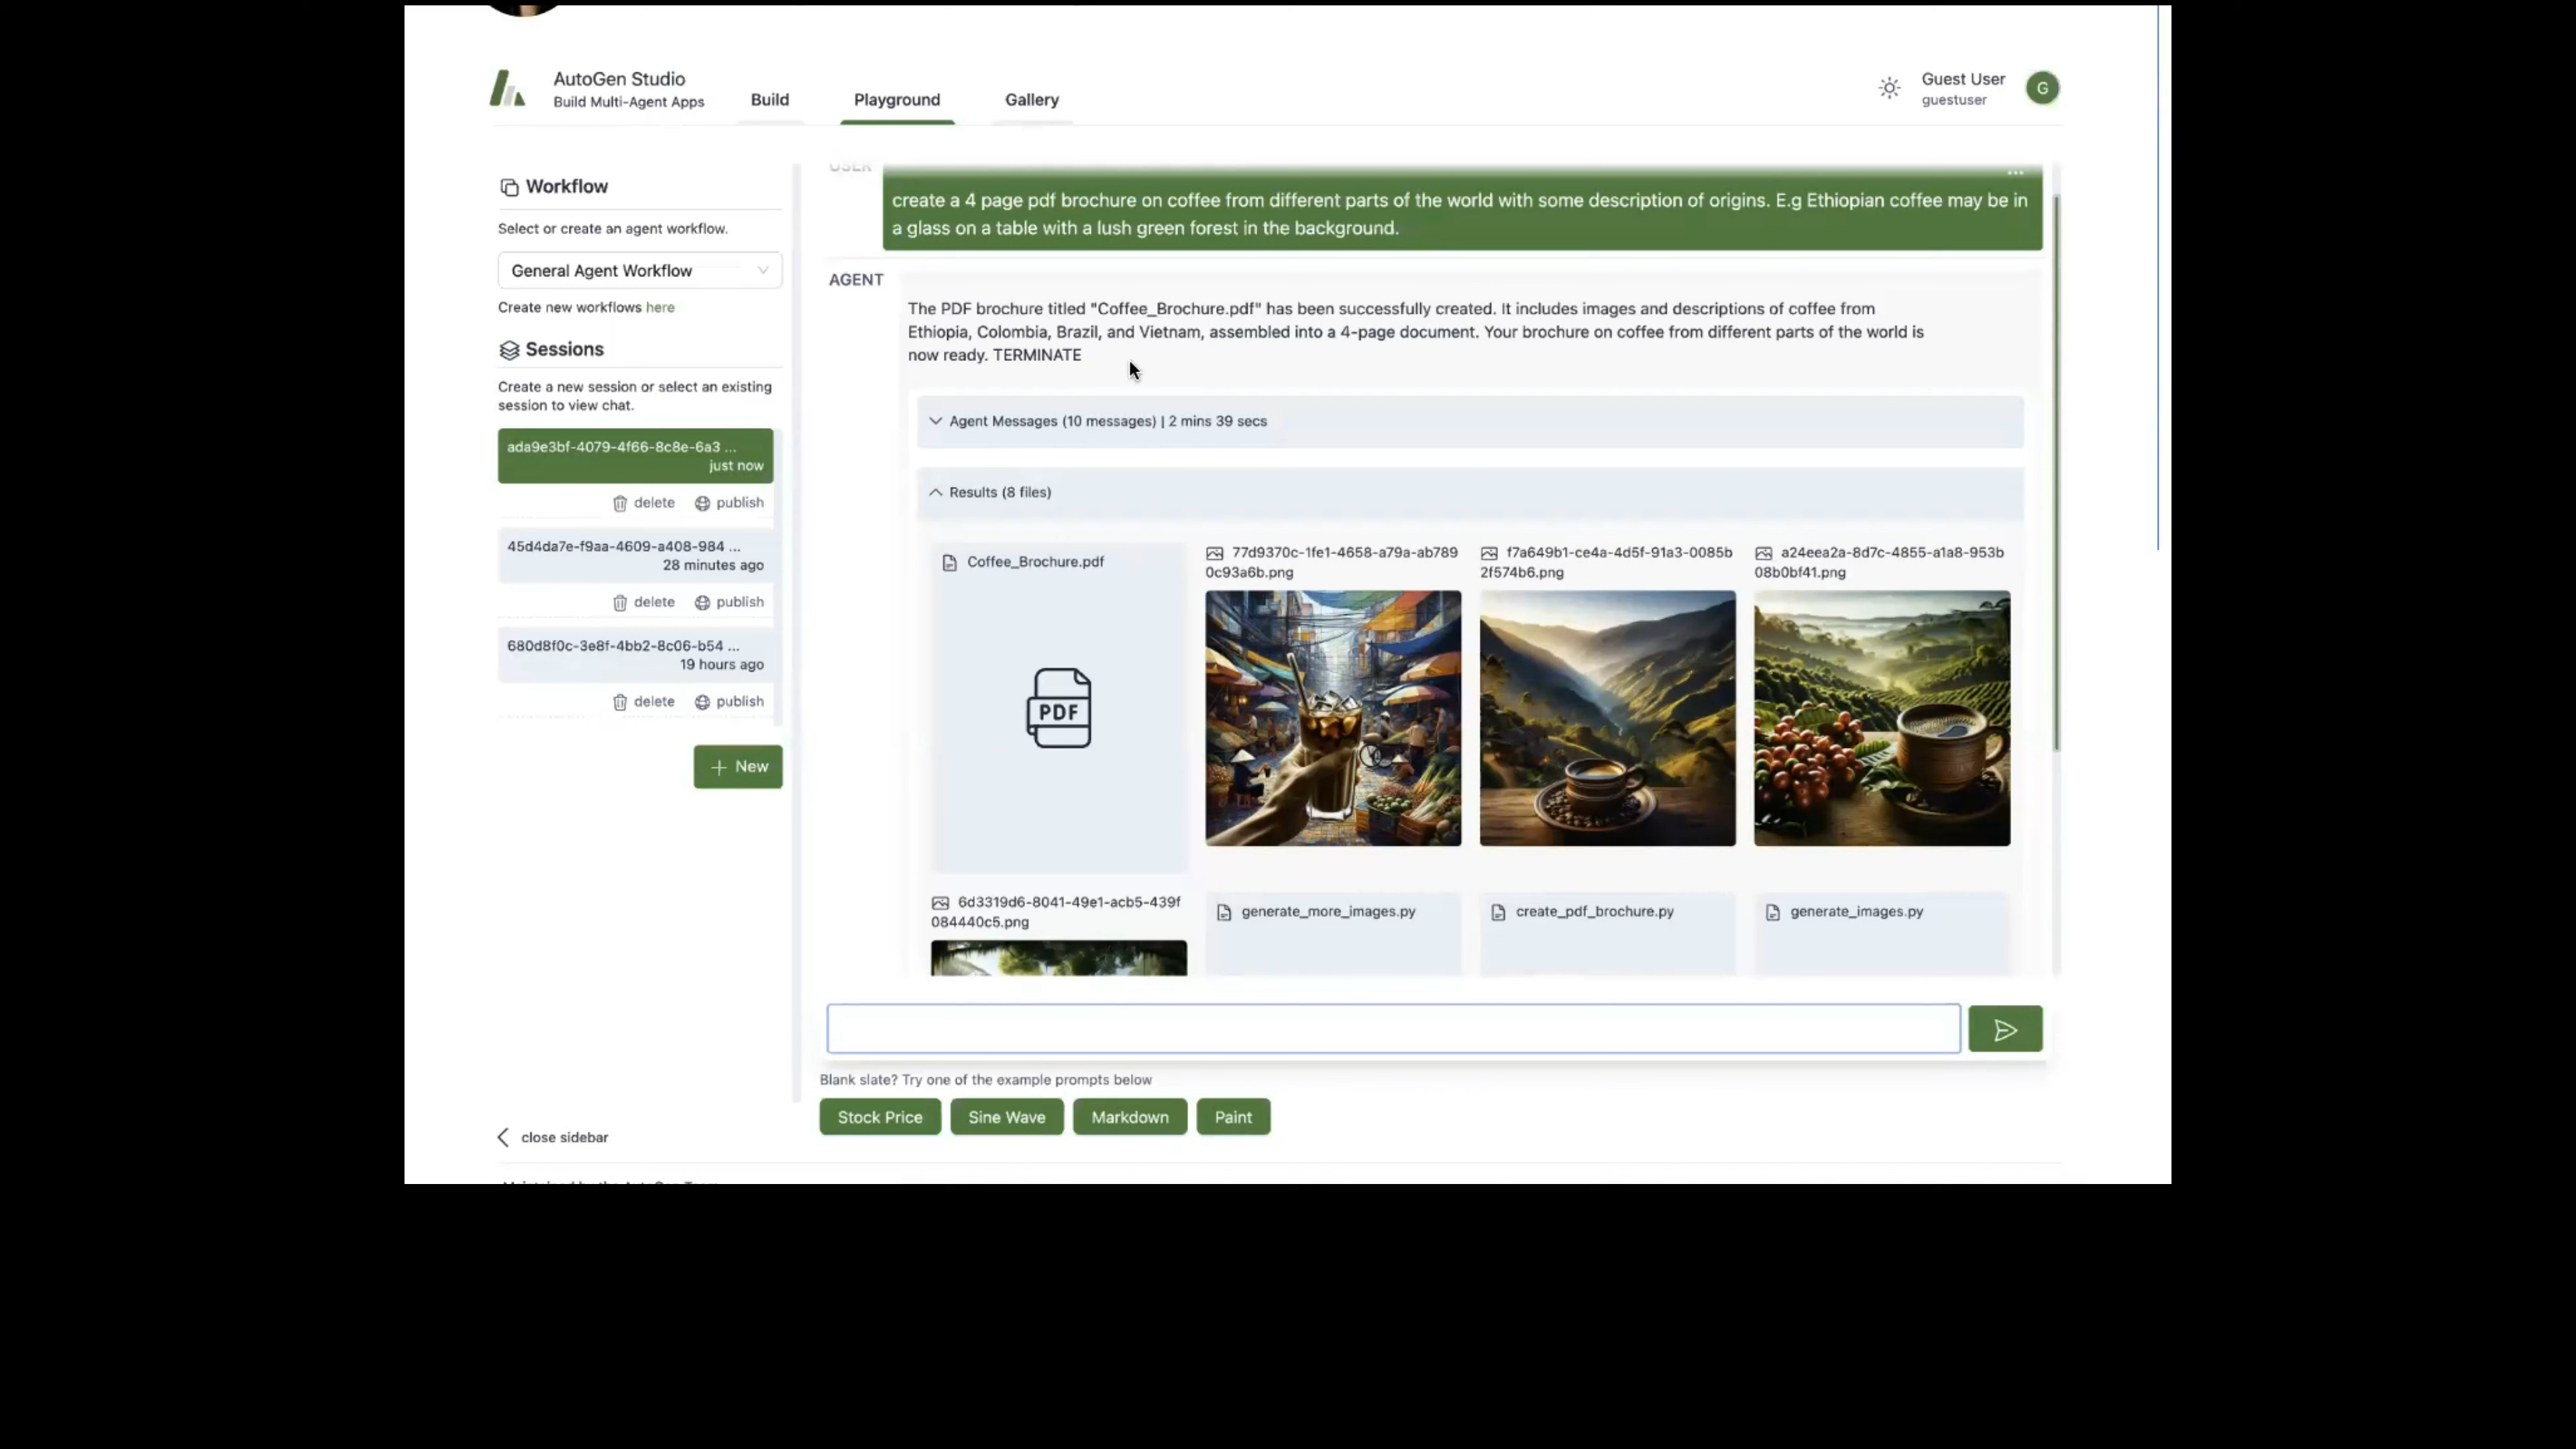 AutoGen Studio
Build Multi-Agent Apps
Build
Playground
Gallery
Guest User
guestuser
G
Workflow
Select or create an agent workflow.
General Agent Workflow
Create new workflows here
Sessions
Create a new session or select an existing
session to view chat.
ada9e3bf-4079-4f66-8c8e-6a3 ...
just now
delete
publish
45d4da7e-f9aa-4609-a408-984 ...
28 minutes ago
delete
publish
680d8f0c-3e8f-4bb2-8c06-b54 ...
19 hours ago
delete
publish
New
close sidebar
USER
create a 4 page pdf brochure on coffee from different parts of the world with some description of origins. E.g Ethiopian coffee may be in
a glass on a table with a lush green forest in the background.
AGENT
The PDF brochure titled "Coffee_Brochure.pdf" has been successfully created. It includes images and descriptions of coffee from
Ethiopia, Colombia, Brazil, and Vietnam, assembled into a 4-page document. Your brochure on coffee from different parts of the world is
now ready. TERMINATE
Agent Messages (10 messages) | 2 mins 39 secs
Results (8 files)
Coffee_Brochure.pdf
PDF
77d9370c-1fe1-4658-a79a-ab789
0c93a6b.png
f7a649b1-ce4a-4d5f-91a3-0085b
2f574b6.png
a24eea2a-8d7c-4855-a1a8-953b
08b0bf41.png
6d3319d6-8041-49e1-acb5-439f
084440c5.png
generate_more_images.py
create_pdf_brochure.py
generate_images.py
Blank slate? Try one of the example prompts below
Stock Price
Sine Wave
Markdown
Paint